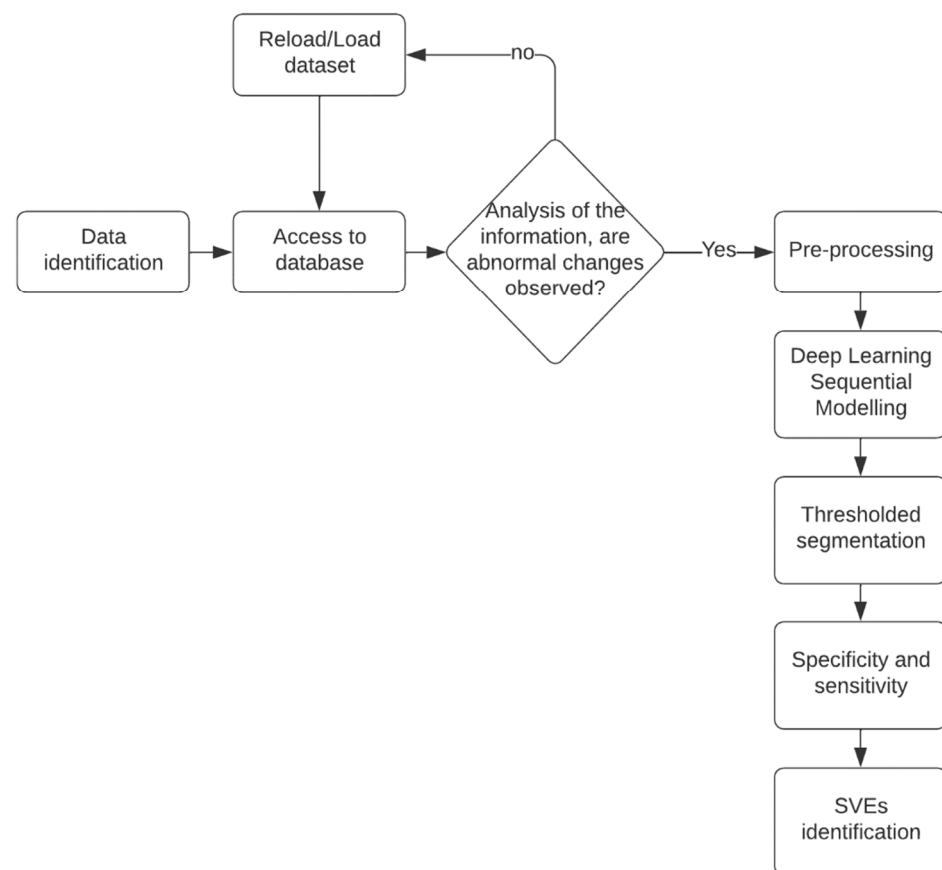 Reload/Load
dataset
no
Data
identification
Access to
database
Analysis of the
information, are
abnormal changes
observed?
Yes
Pre-processing
Deep Learning
Sequential
Modelling
Thresholded
segmentation
Specificity and
sensitivity
SVEs
identification